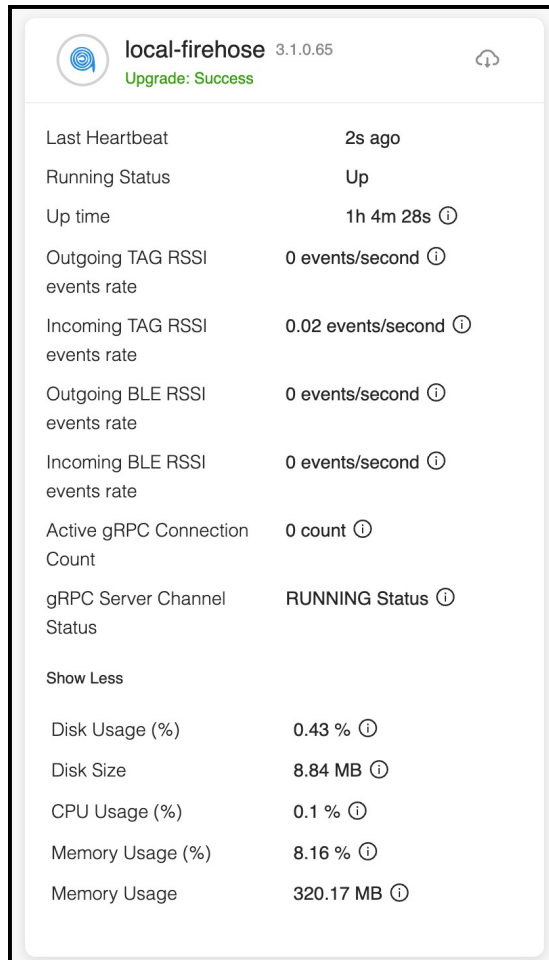 local-firehose 3.1.0.65
Upgrade: Success
Last Heartbeat 2s ago
Running Status Up
Up time 1h 4m 28s
Outgoing TAG RSSI 0 events/second
events rate
Incoming TAG RSSI 0.02 events/second
events rate
Outgoing BLE RSSI 0 events/second
events rate
Incoming BLE RSSI 0 events/second
events rate
Active gRPC Connection 0 count
Count
gRPC Server Channel RUNNING Status
Status
Show Less
Disk Usage (%) 0.43 %
Disk Size 8.84 MB
CPU Usage (%) 0.1 %
Memory Usage (%) 8.16 %
Memory Usage 320.17 MB